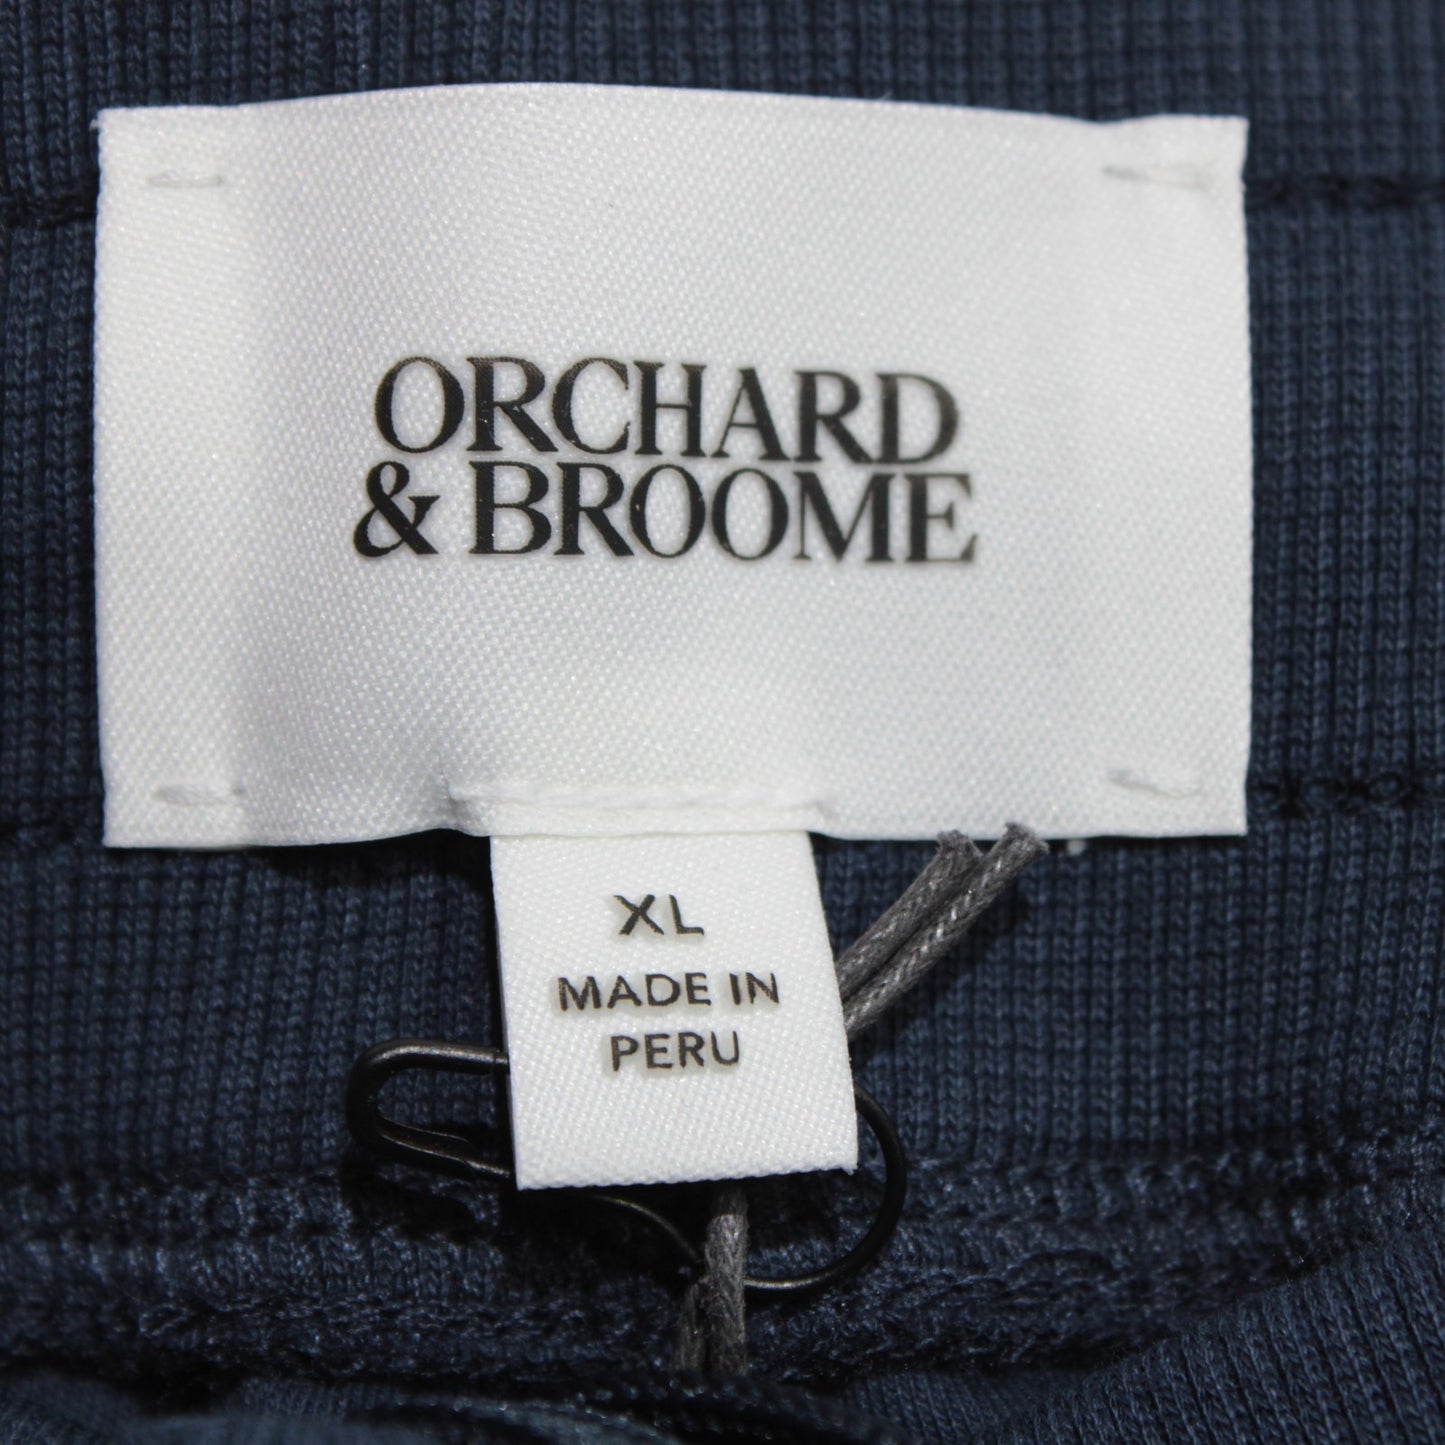 ORCHARD
& BROOME
XL
MADE IN
PERU